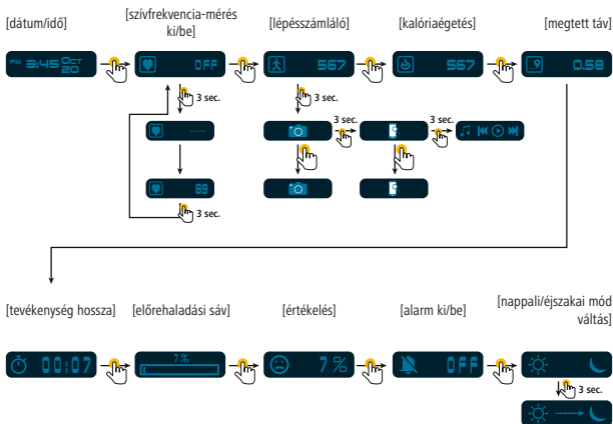 [dátum/idő]
[szívfrekvencia-mérés
ki/be]
[lépésszámláló]
[kalóriaégetés]
[megtett táv]
PM 3:45 OCT
20
OFF
567
567
0.58
3 sec.
3 sec.
----
3 sec.
3 sec.
89
3 sec.
[tevékenység hossza]
[előrehaladási sáv]
[értékelés]
[alarm ki/be]
[nappali/éjszakai mód
váltás]
00:07
7%
7%
OFF
3 sec.